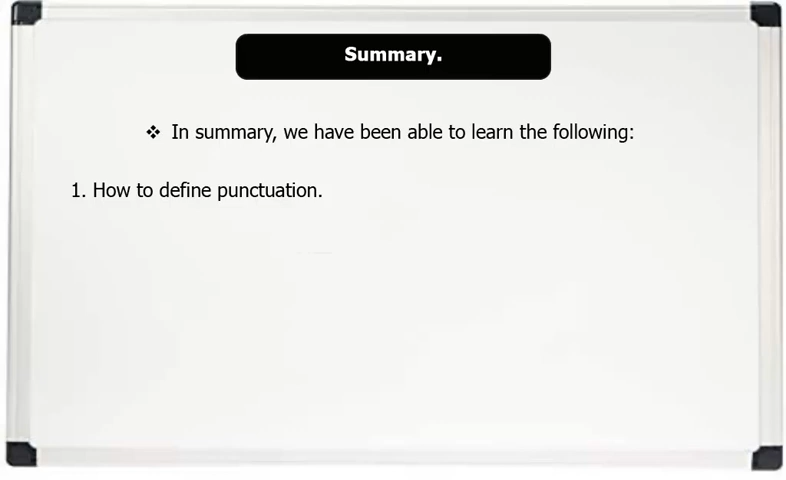 Summary.
❖ In summary, we have been able to learn the following:
1. How to define punctuation.